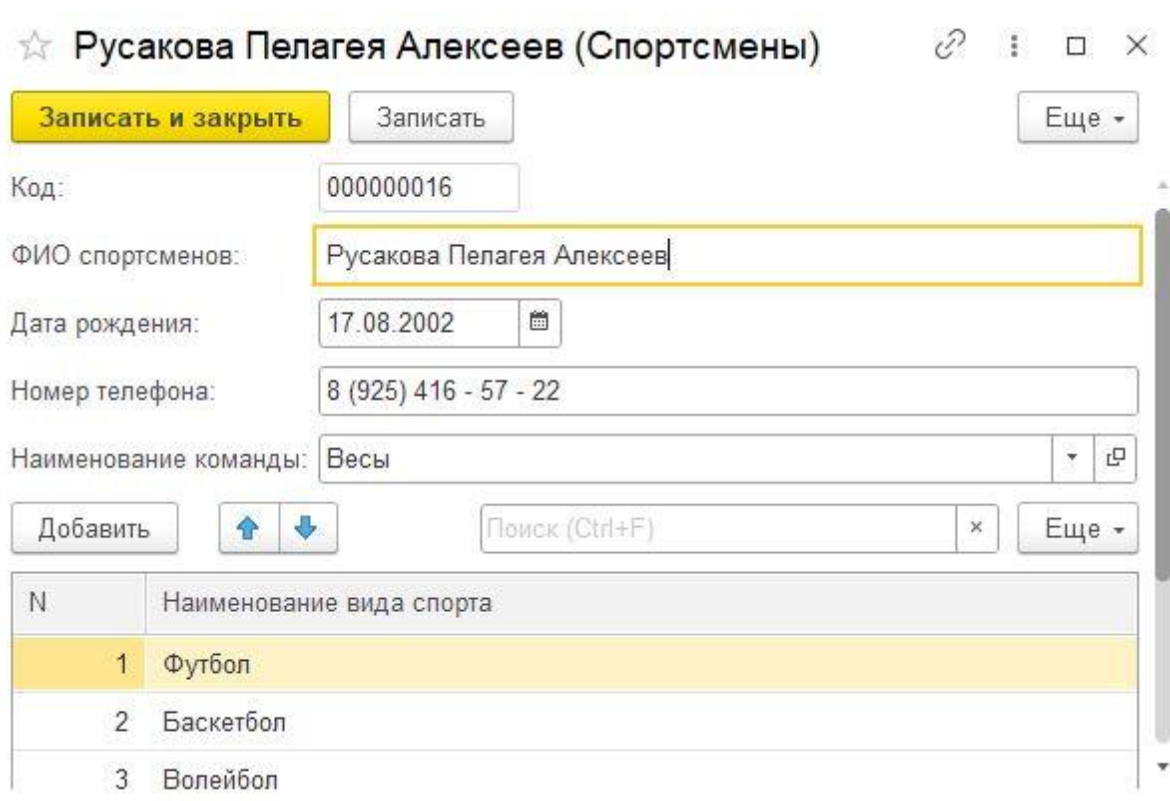 Русакова Пелагея Алексеев (Спортсмены)
Записать и закрыть Записать Еще
Код: 000000016
ФИО спортсменов: Русакова Пелагея Алексеев
Дата рождения: 17.08.2002
Номер телефона: 8 (925) 416 - 57 - 22
Наименование команды: Весы
Добавить Поиск (Ctrl+F) × Еще
N Наименование вида спорта
1 Футбол
2 Баскетбол
3 Волейбол